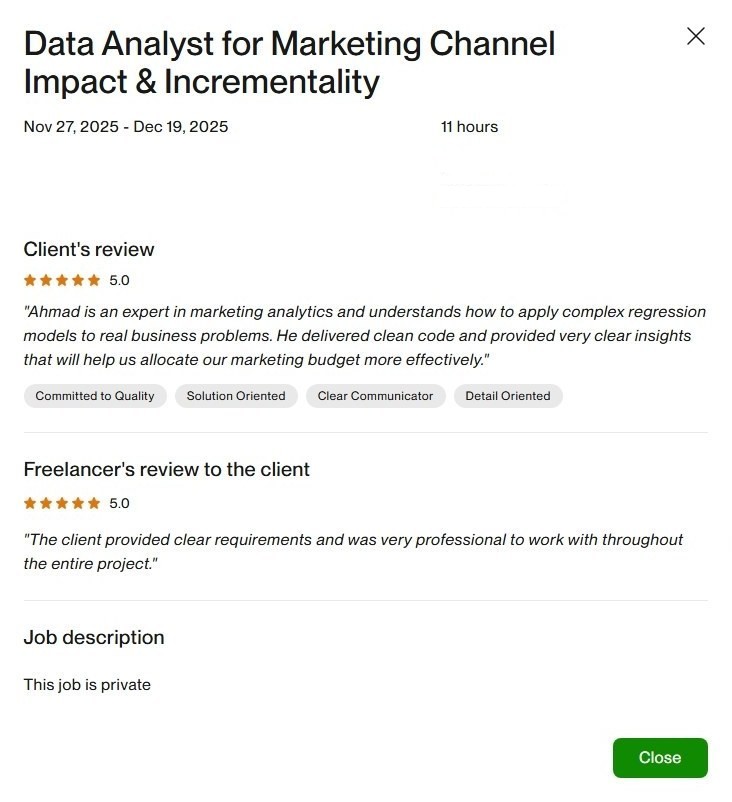 Data Analyst for Marketing Channel
Impact & Incrementality
Nov 27, 2025 - Dec 19, 2025
11 hours
Client's review
5.0
"Ahmad is an expert in marketing analytics and understands how to apply complex regression
models to real business problems. He delivered clean code and provided very clear insights
that will help us allocate our marketing budget more effectively."
Committed to Quality
Solution Oriented
Clear Communicator
Detail Oriented
Freelancer's review to the client
5.0
"The client provided clear requirements and was very professional to work with throughout
the entire project."
Job description
This job is private
Close